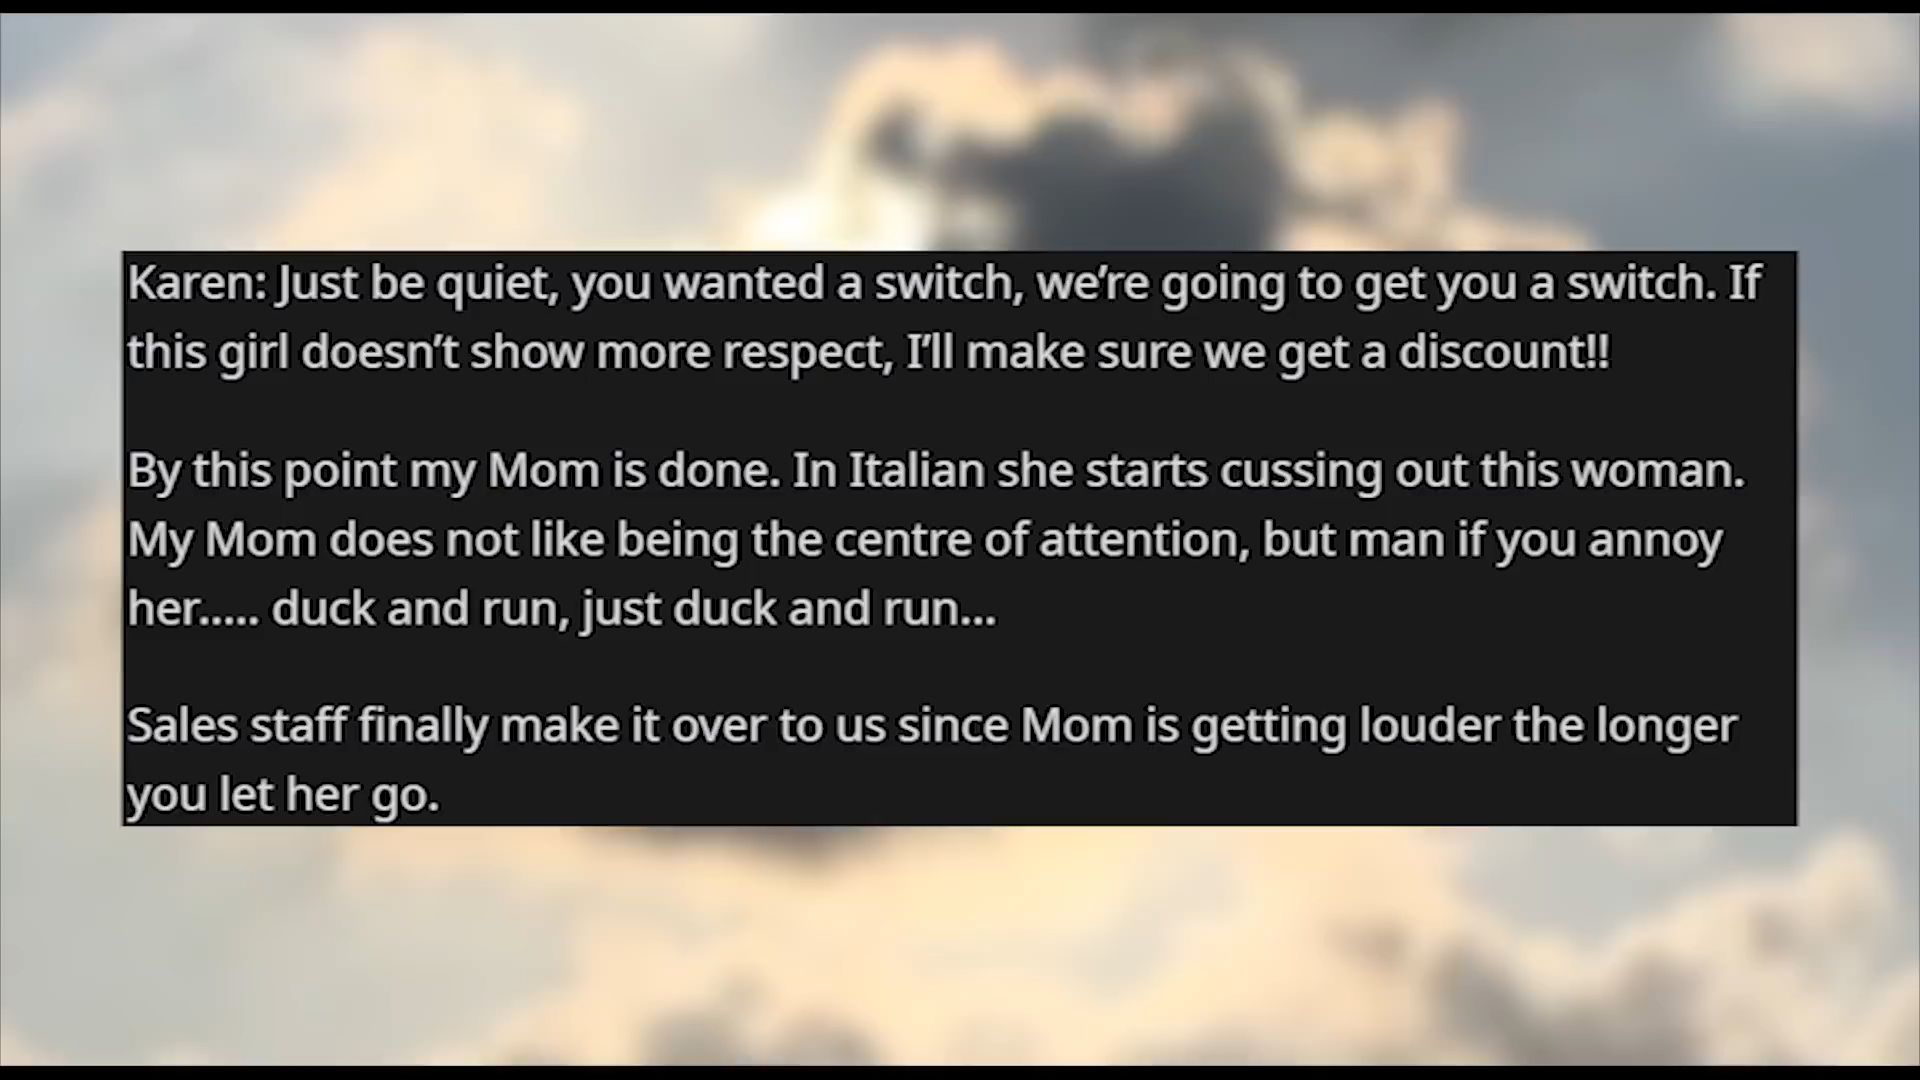 Karen: Just be quiet, you wanted a switch, we’re going to get you a switch. If
this girl doesn’t show more respect, I’ll make sure we get a discount!!
By this point my Mom is done. In Italian she starts cussing out this woman.
My Mom does not like being the centre of attention, but man if you annoy
her..... duck and run, just duck and run...
Sales staff finally make it over to us since Mom is getting louder the longer
you let her go.